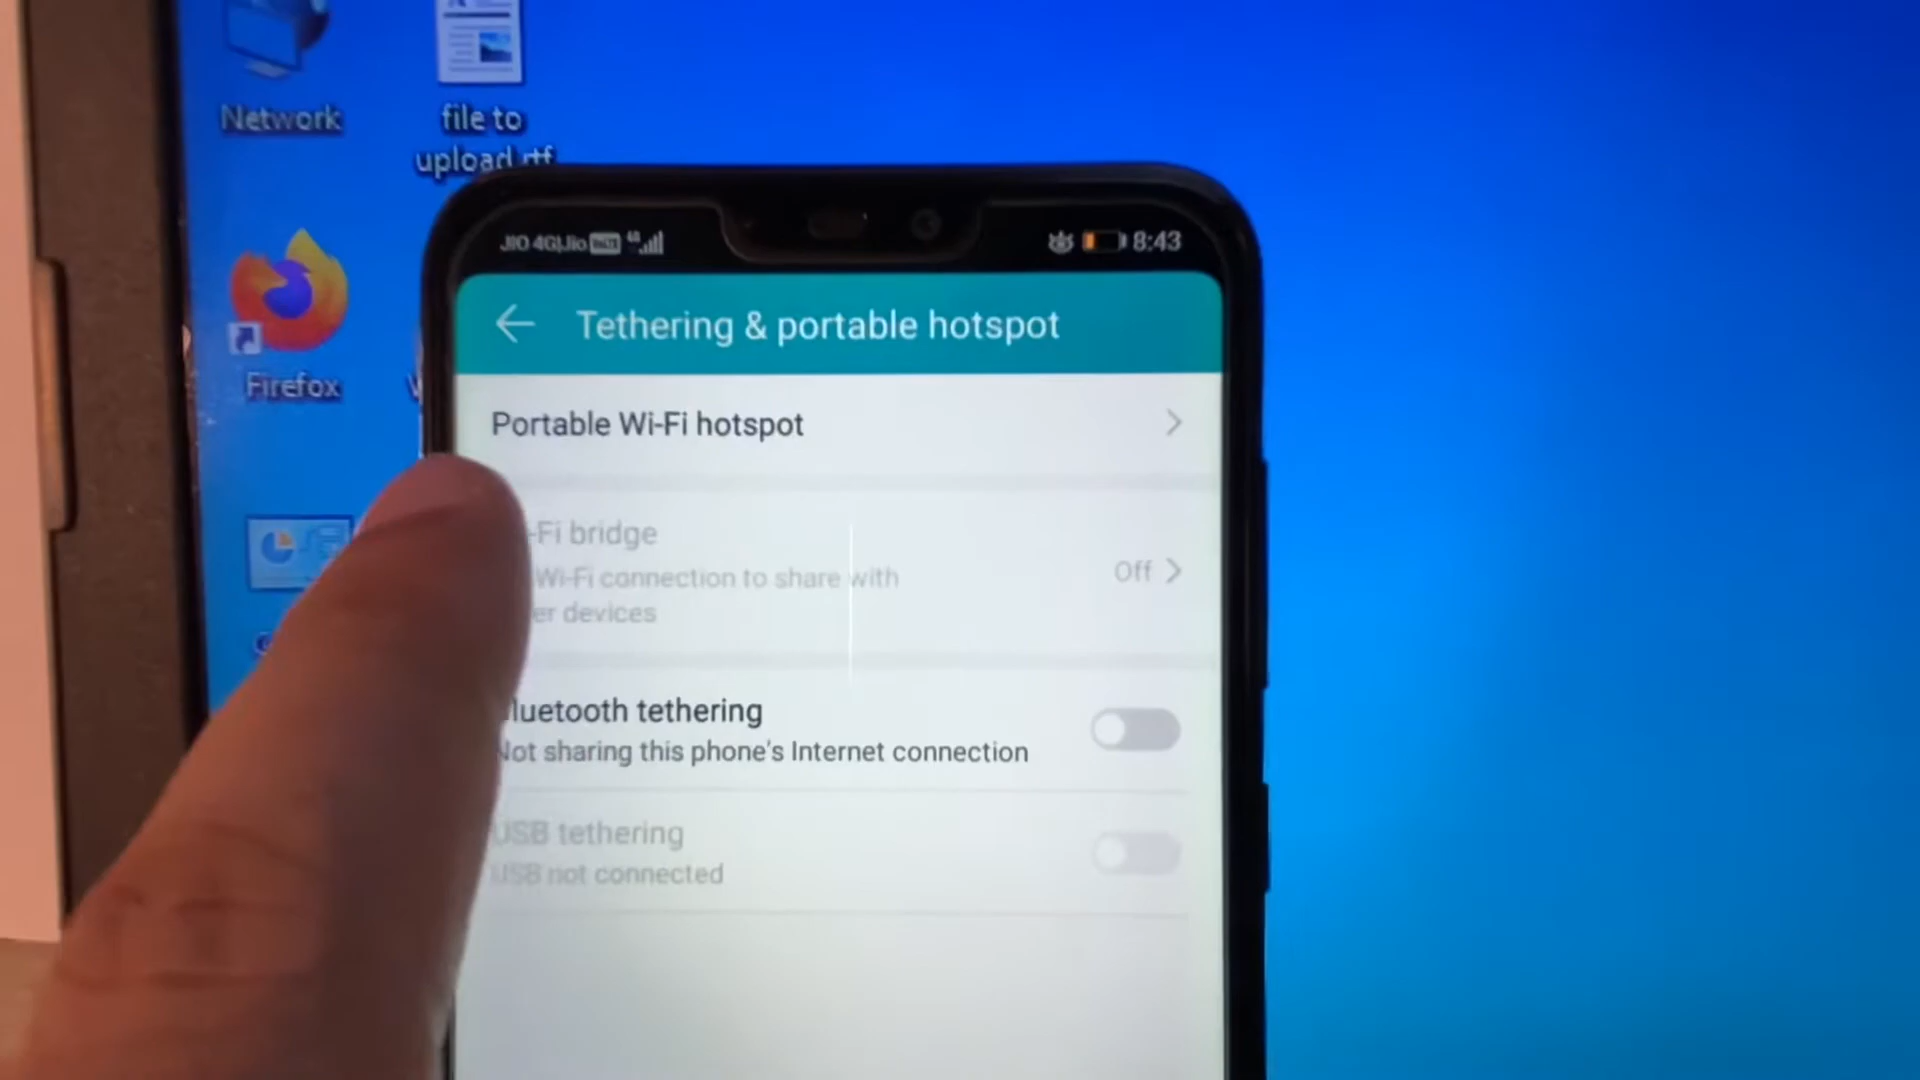 Network
file to
upload.rtf
Firefox
JIO 4G|Jio 4G 8:43
Tethering & portable hotspot
Portable Wi-Fi hotspot
-Fi bridge
Wi-Fi connection to share with
er devices
Off
luetooth tethering
Not sharing this phone's Internet connection
USB tethering
USB not connected